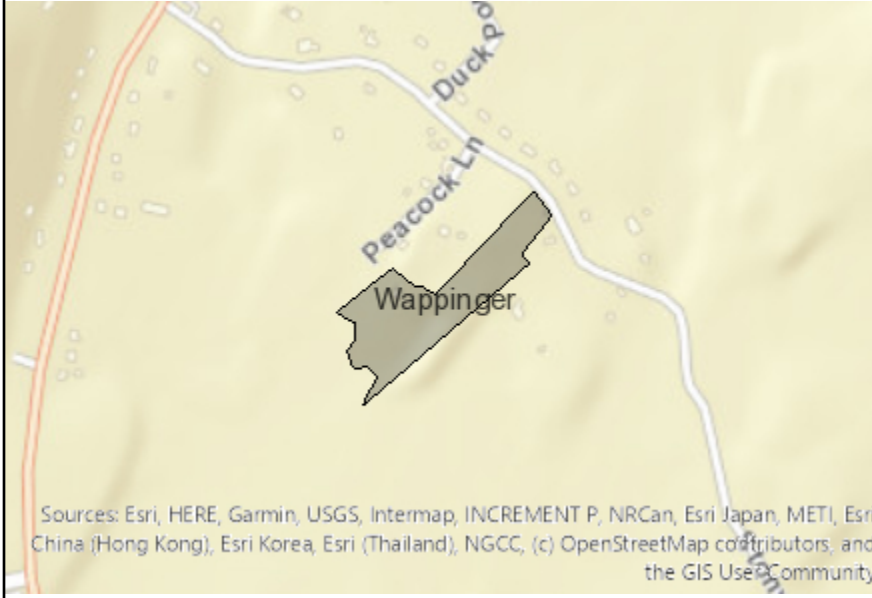 Duck Po
Peacock Ln
Wappinger
Sources: Esri, HERE, Garmin, USGS, Intermap, INCREMENT P, NRCan, Esri Japan, METI, Esri
China (Hong Kong), Esri Korea, Esri (Thailand), NGCC, (c) OpenStreetMap contributors, and
the GIS User Community